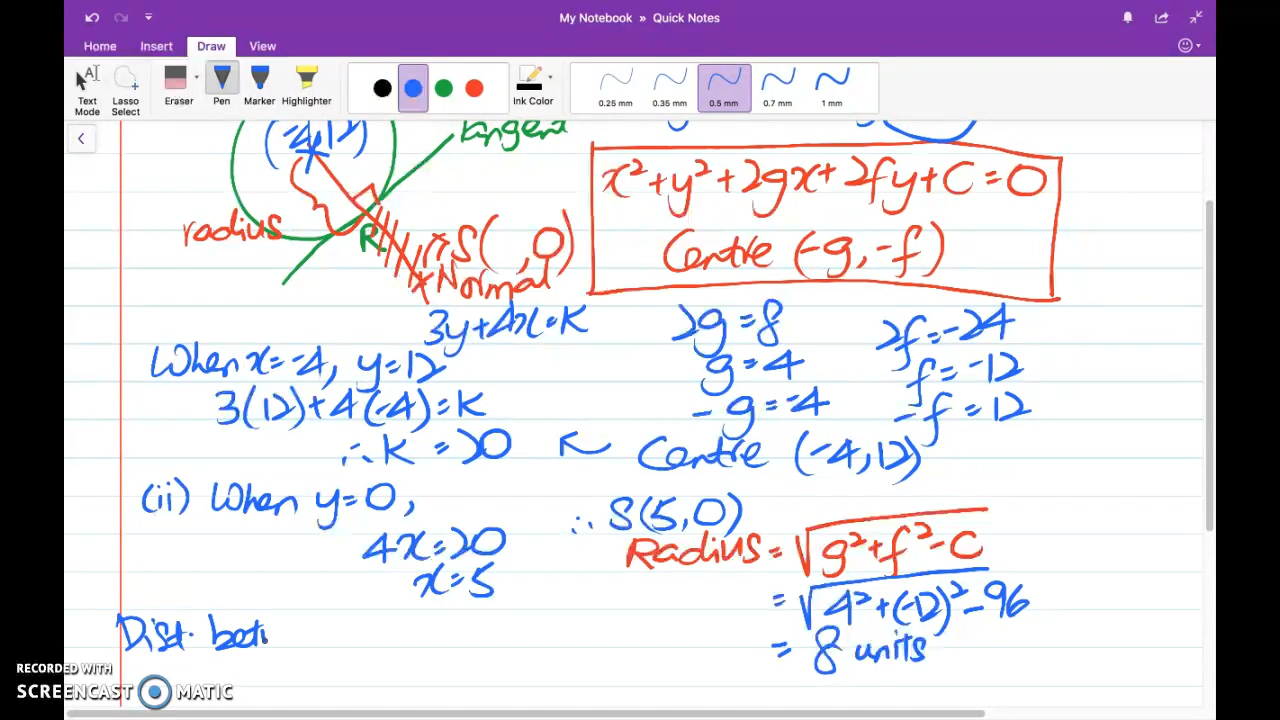 My Notebook » Quick Notes
Home Insert Draw View
Text Mode
Lasso Select
Eraser
Pen
Marker
Highlighter
Ink Color
0.25 mm
0.35 mm
0.5 mm
0.7 mm
1 mm
(-4,12)
tangent
radius
R
S( ,0)
Normal
x²+y²+2gx+2fy+c=0
Centre (-g,-f)
3y+4x=K
When x=-4, y=12
3(12)+4(-4)=K
∴K=20
2g=8
g=4
-g=-4
2f=-24
f=-12
-f=12
Centre (-4,12)
(ii) When y=0,
4x=20
x=5
∴ S(5,0)
Radius=√g²+f²-c
=√4²+(-12)²-96
= 8 units
Dist. bet
RECORDED WITH
SCREENCAST MATIC